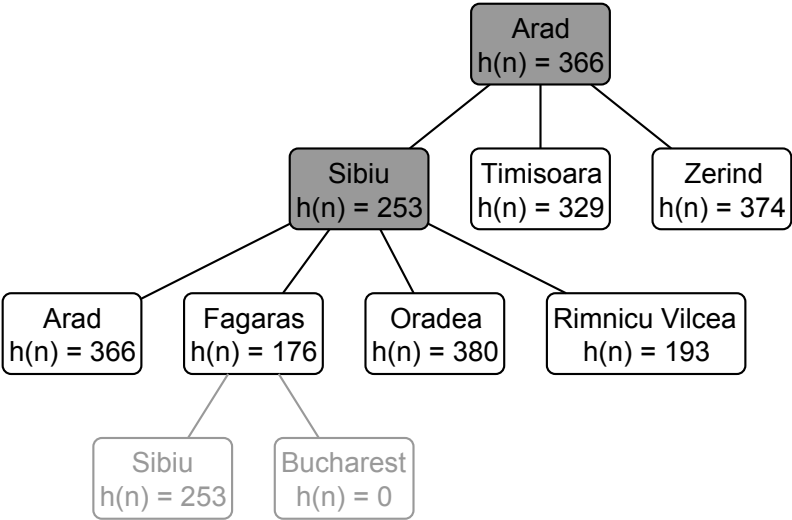 Arad
h(n) = 366
Sibiu
h(n) = 253
Timisoara
h(n) = 329
Zerind
h(n) = 374
Arad
h(n) = 366
Fagaras
h(n) = 176
Oradea
h(n) = 380
Rimnicu Vilcea
h(n) = 193
Sibiu
h(n) = 253
Bucharest
h(n) = 0